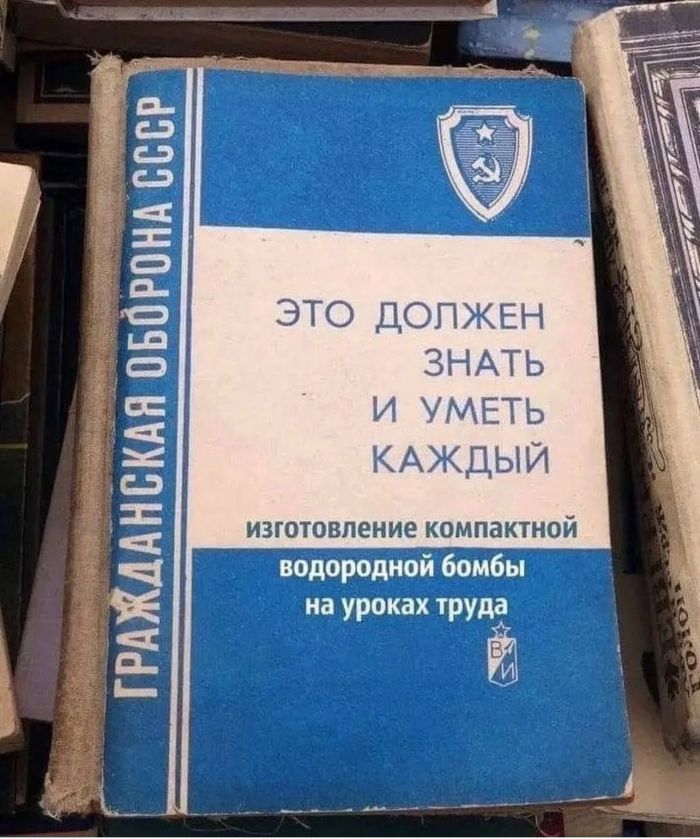 ГРАЖДАНСКАЯ ОБОРОНА СССР
ЭТО ДОЛЖЕН
ЗНАТЬ
И УМЕТЬ
КАЖДЫЙ
изготовление компактной
водородной бомбы
на уроках труда
В И